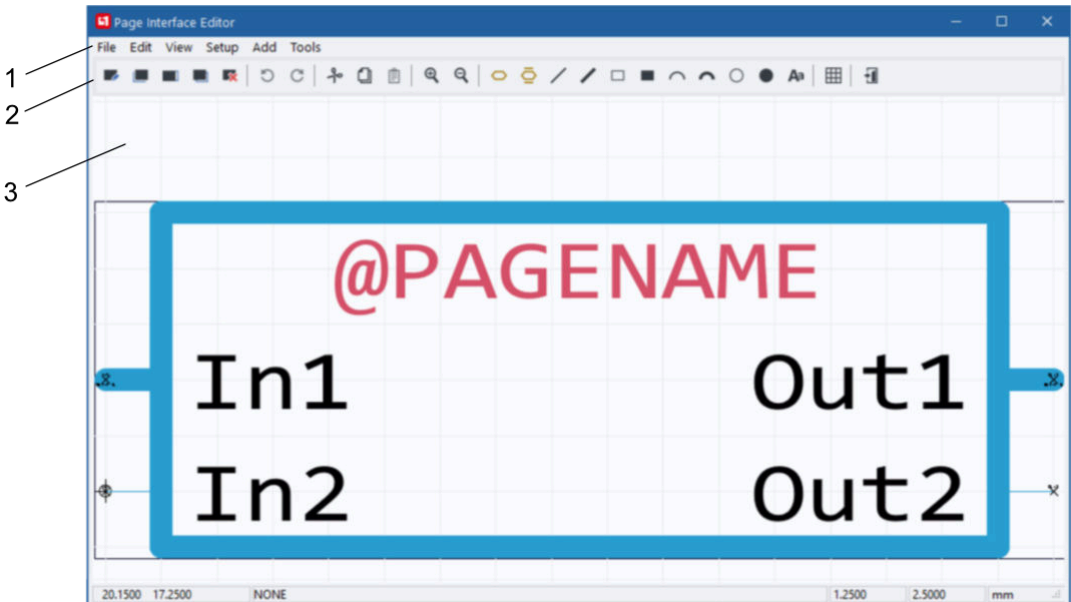 Page Interface Editor
File Edit View Setup Add Tools
Aa
1
2
3
@PAGENAME
In1 Out1
In2 Out2
20.1500 17.2500 NONE 1.2500 2.5000 mm